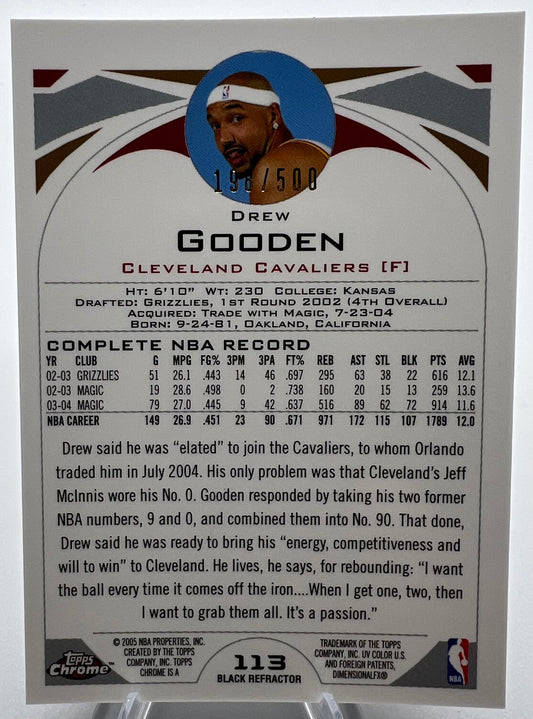 198/500
DREW
GOODEN
CLEVELAND CAVALIERS [F]
HT: 6'10" WT: 230 COLLEGE: KANSAS
DRAFTED: GRIZZLIES, 1ST ROUND 2002 (4TH OVERALL)
ACQUIRED: TRADE WITH MAGIC, 7-23-04
BORN: 9-24-81, OAKLAND, CALIFORNIA
COMPLETE NBA RECORD
YR CLUB G MPG FG% 3PM 3PA FT% REB AST STL BLK PTS AVG
02-03 GRIZZLIES 51 26.1 .443 14 46 .697 295 63 38 22 616 12.1
02-03 MAGIC 19 28.6 .498 0 2 .738 160 20 15 13 259 13.6
03-04 MAGIC 79 27.0 .445 9 42 .637 516 89 62 72 914 11.6
NBA CAREER 149 26.9 .451 23 90 .671 971 172 115 107 1789 12.0
Drew said he was "elated" to join the Cavaliers, to whom Orlando
traded him in July 2004. His only problem was that Cleveland's Jeff
McInnis wore his No. 0. Gooden responded by taking his two former
NBA numbers, 9 and 0, and combined them into No. 90. That done,
Drew said he was ready to bring his "energy, competitiveness and
will to win" to Cleveland. He lives, he says, for rebounding: "I want
the ball every time it comes off the iron....When I get one, two, then
I want to grab them all. It's a passion."
Topps
Chrome™
© 2005 NBA PROPERTIES, INC.
CREATED BY THE TOPPS
COMPANY, INC. TOPPS
CHROME IS A
113
BLACK REFRACTOR
TRADEMARK OF THE TOPPS
COMPANY, INC. UV COLOR U.S.
AND FOREIGN PATENTS,
DIMENSIONALFX®
NBA